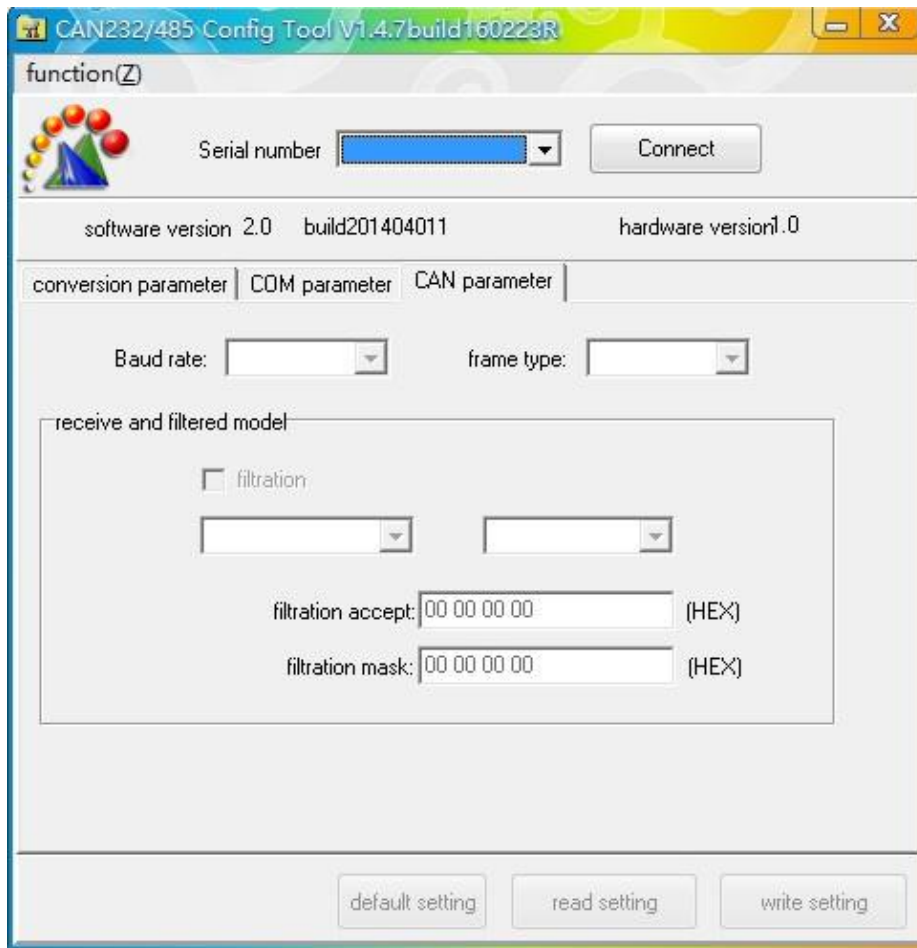 CAN232/485 Config Tool V1.4.7build160223R
function(Z)
Serial number Connect
software version 2.0 build201404011 hardware version1.0
conversion parameter COM parameter CAN parameter
Baud rate: frame type:
receive and filtered model
filtration
filtration accept: 00 00 00 00 (HEX)
filtration mask: 00 00 00 00 (HEX)
default setting read setting write setting